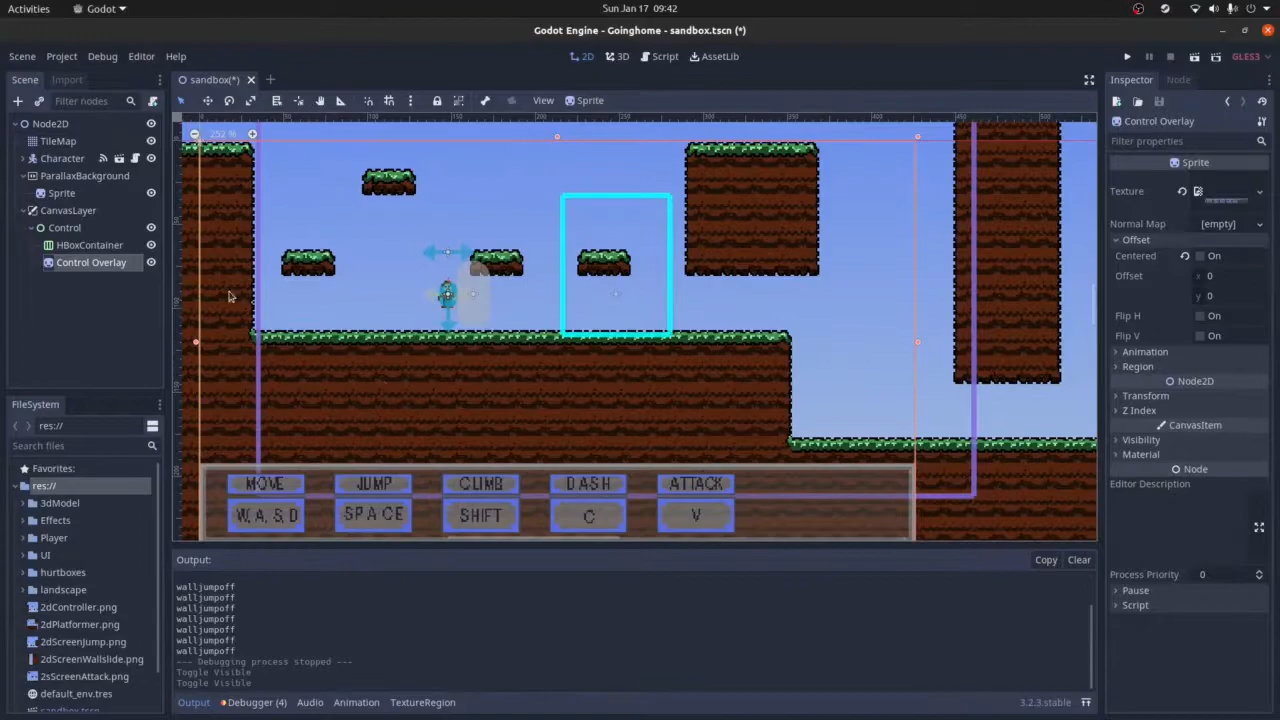 Activities
Godot
Sun Jan 17 09:42
Godot Engine - Goinghome - sandbox.tscn (*)
Scene
Project
Debug
Editor
Help
2D
3D
Script
AssetLib
GLES3
Scene
Import
sandbox(*)
Inspector
Node
Filter nodes
View
Sprite
Node2D
TileMap
Character
ParallaxBackground
Sprite
CanvasLayer
Control
HBoxContainer
Control Overlay
252 %
MOVE
JUMP
CLIMB
DASH
ATTACK
W, A, S, D
SPACE
SHIFT
C
V
Control Overlay
Filter properties
Sprite
Texture
Normal Map
[empty]
Offset
Centered
On
Offset
x 0
y 0
Flip H
On
Flip V
On
Animation
Region
Node2D
Transform
Z Index
CanvasItem
Visibility
Material
Node
Editor Description
Process Priority
0
Pause
Script
FileSystem
res://
Search files
Favorites:
res://
3dModel
Effects
Player
UI
hurtboxes
landscape
2dController.png
2dPlatformer.png
2dScreenJump.png
2dScreenWallslide.png
2sScreenAttack.png
default_env.tres
sandbox.tscn
Output:
Copy
Clear
walljumpoff
walljumpoff
walljumpoff
walljumpoff
walljumpoff
walljumpoff
walljumpoff
--- Debugging process stopped ---
Toggle Visible
Toggle Visible
Output
Debugger (4)
Audio
Animation
TextureRegion
3.2.3.stable